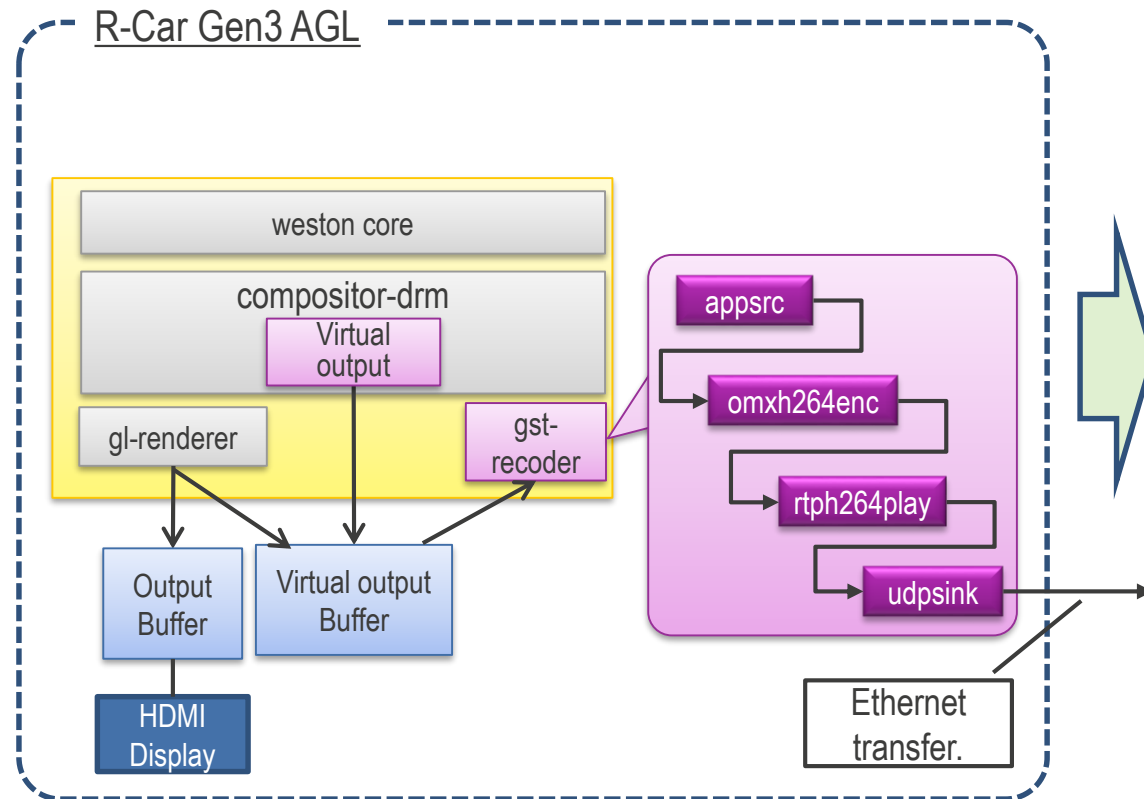 R-Car Gen3 AGL
weston core
compositor-drm
Virtual
output
gl-renderer
gst-
recoder
Output
Buffer
Virtual output
Buffer
HDMI
Display
appsrc
omxh264enc
rtph264play
udpsink
Ethernet
transfer.